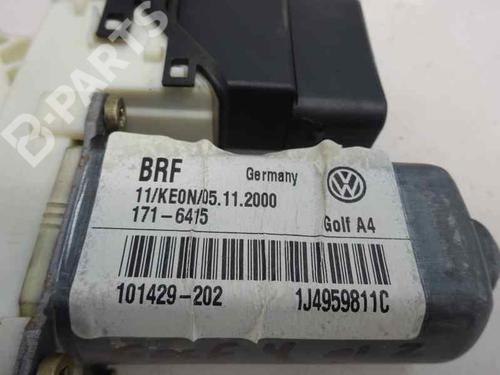 B-PARTS
BRF Germany
11/KE0N/05.11.2000
171-6415 Golf A4
101429-202 1J4959811C